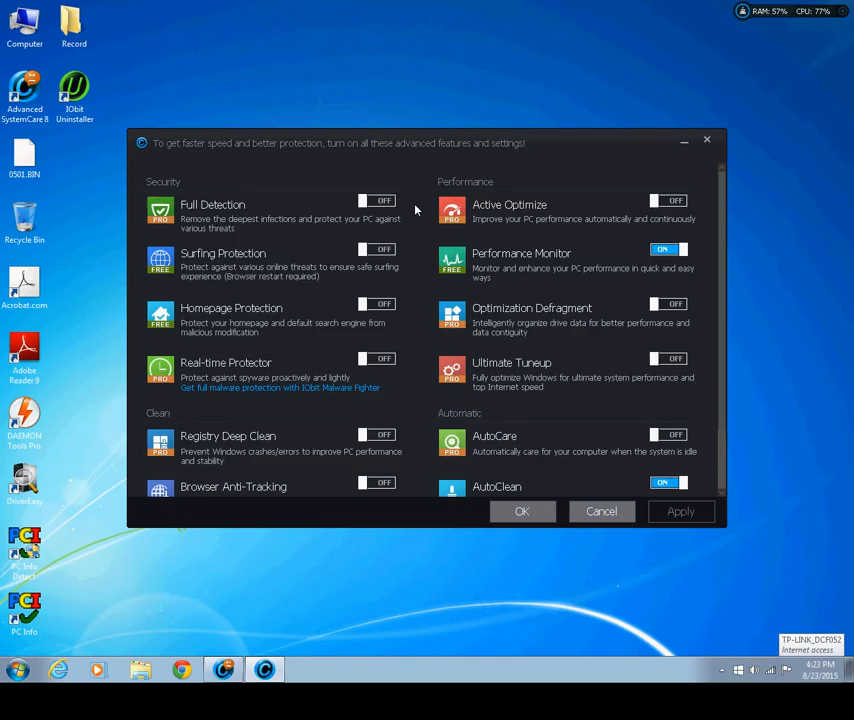 RAM: 57% CPU: 77%
Computer
Record
Advanced
SystemCare 8
IObit
Uninstaller
0501.BIN
Recycle Bin
Acrobat.com
Adobe
Reader 9
DAEMON
Tools Pro
DriverEasy
PCI
PC Info
Detect
PCI
PC Info
To get faster speed and better protection, turn on all these advanced features and settings!
Security
PRO
Full Detection
OFF
Remove the deepest infections and protect your PC against
various threats
FREE
Surfing Protection
OFF
Protect against various online threats to ensure safe surfing
experience (Browser restart required)
FREE
Homepage Protection
OFF
Protect your homepage and default search engine from
malicious modification
PRO
Real-time Protector
OFF
Protect against spyware proactively and lightly
Get full malware protection with IObit Malware Fighter
Clean
PRO
Registry Deep Clean
OFF
Prevent Windows crashes/errors to improve PC performance
and stability
Browser Anti-Tracking
OFF
Performance
PRO
Active Optimize
OFF
Improve your PC performance automatically and continuously
FREE
Performance Monitor
ON
Monitor and enhance your PC performance in quick and easy
ways
PRO
Optimization Defragment
OFF
Intelligently organize drive data for better performance and
data contiguity
PRO
Ultimate Tuneup
OFF
Fully optimize Windows for ultimate system performance and
top Internet speed
Automatic
PRO
AutoCare
OFF
Automatically care for your computer when the system is idle
AutoClean
ON
OK
Cancel
Apply
TP-LINK_DCF052
Internet access
4:23 PM
8/23/2015